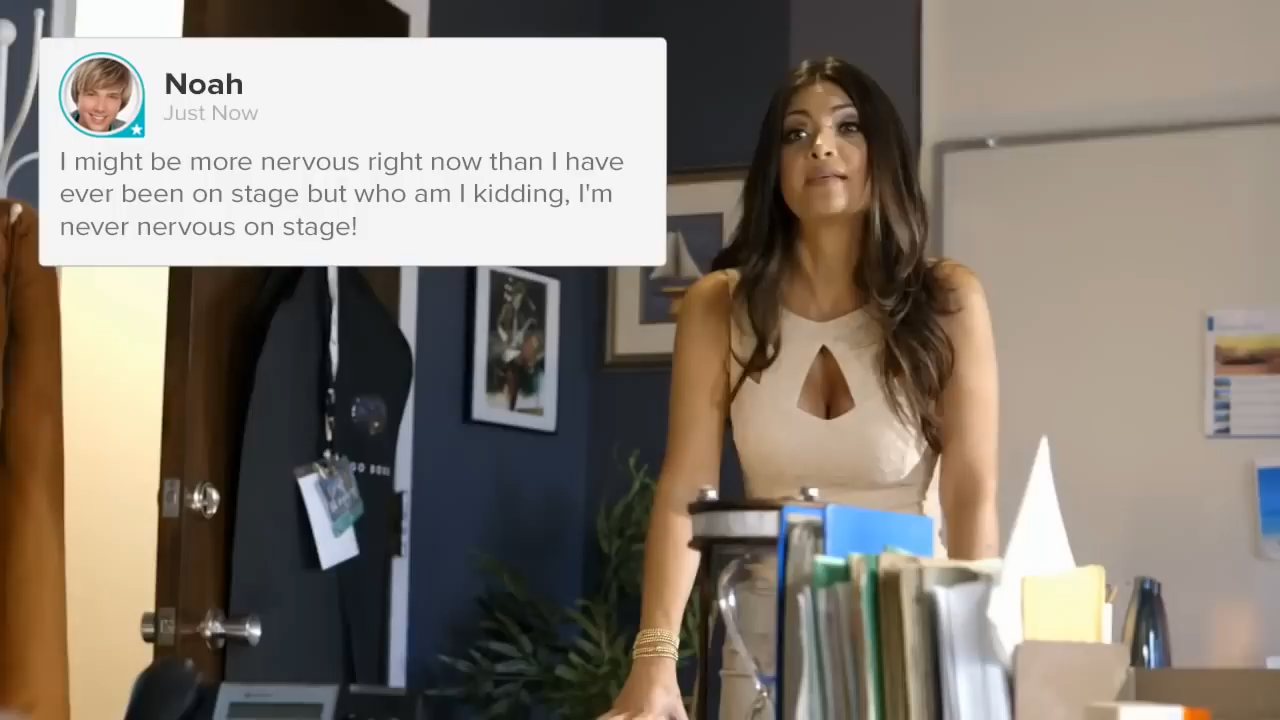 Noah
Just Now
I might be more nervous right now than I have
ever been on stage but who am I kidding, I'm
never nervous on stage!